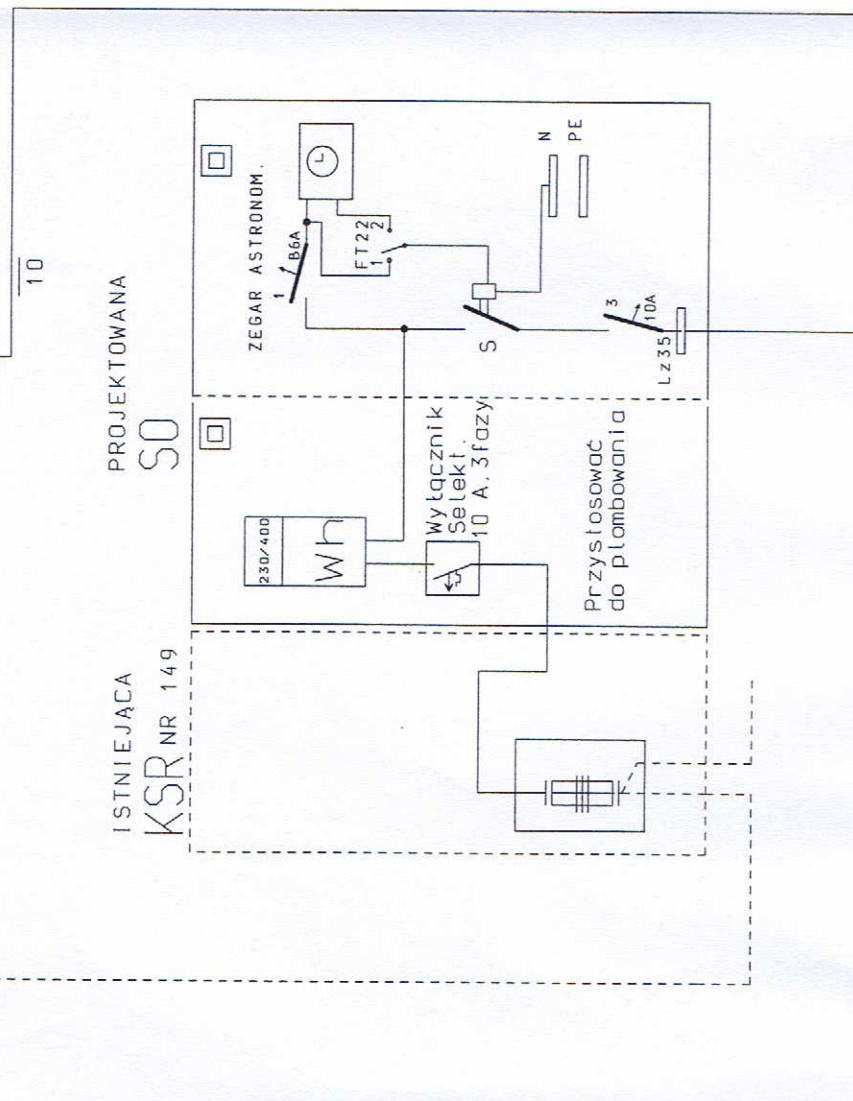 ISTNIEJĄCA
KSR NR 149
PROJEKTOWANA
SO
10
230/400
Wh
Wyłącznik
Selekt.
10 A, 3fazy
Przystosować
do plombowania
ZEGAR ASTRONOM.
1
B6A
FT22
1
2
S
N
PE
3
10A
Lz35